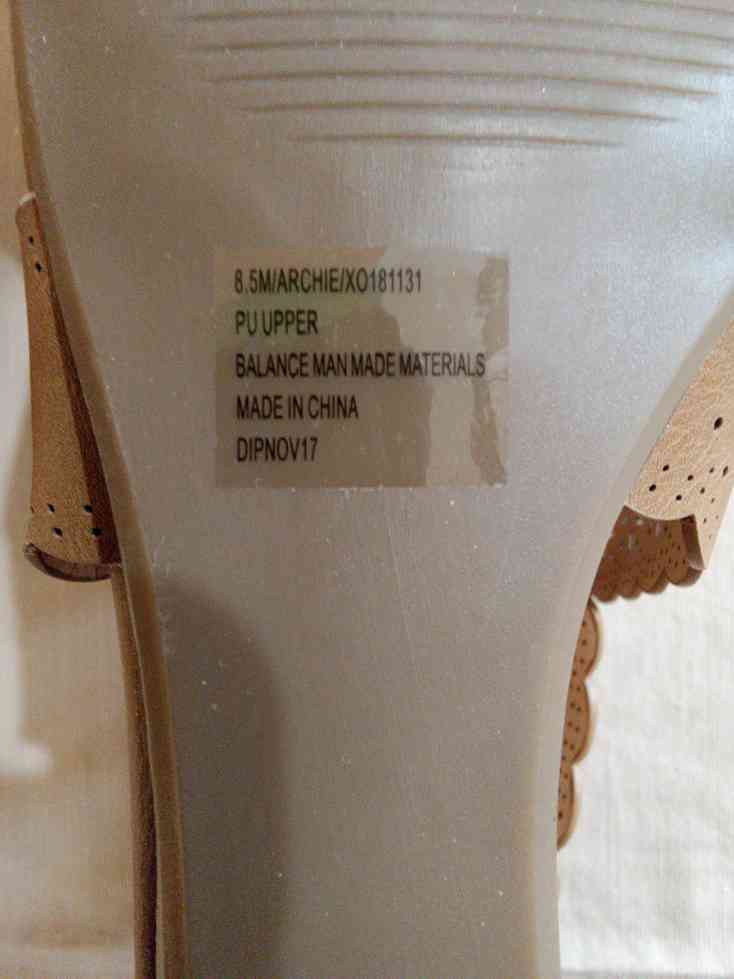 8.5M/ARCHIE/XO181131
PU UPPER
BALANCE MAN MADE MATERIALS
MADE IN CHINA
DIPNOV17